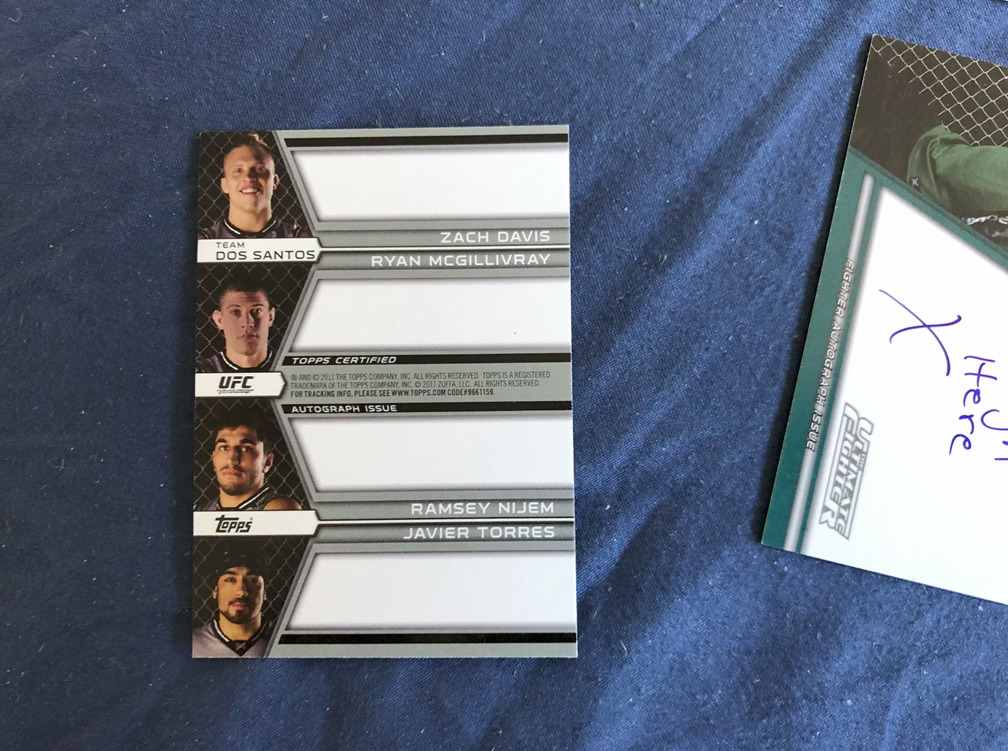 ZACH DAVIS
TEAM
DOS SANTOS
RYAN MCGILLIVRAY
TOPPS CERTIFIED
UFC
® AND © 2011 THE TOPPS COMPANY, INC. ALL RIGHTS RESERVED. TOPPS IS A REGISTERED
TRADEMARK OF THE TOPPS COMPANY, INC. © 2011 ZUFFA, LLC. ALL RIGHTS RESERVED.
FOR TRACKING INFO, PLEASE SEE WWW.TOPPS.COM CODE#9661159.
AUTOGRAPH ISSUE
RAMSEY NIJEM
Topps
JAVIER TORRES
FIGHTER AUTOGRAPH ISSUE
THE ULTIMATE
FIGHTER
X
Here